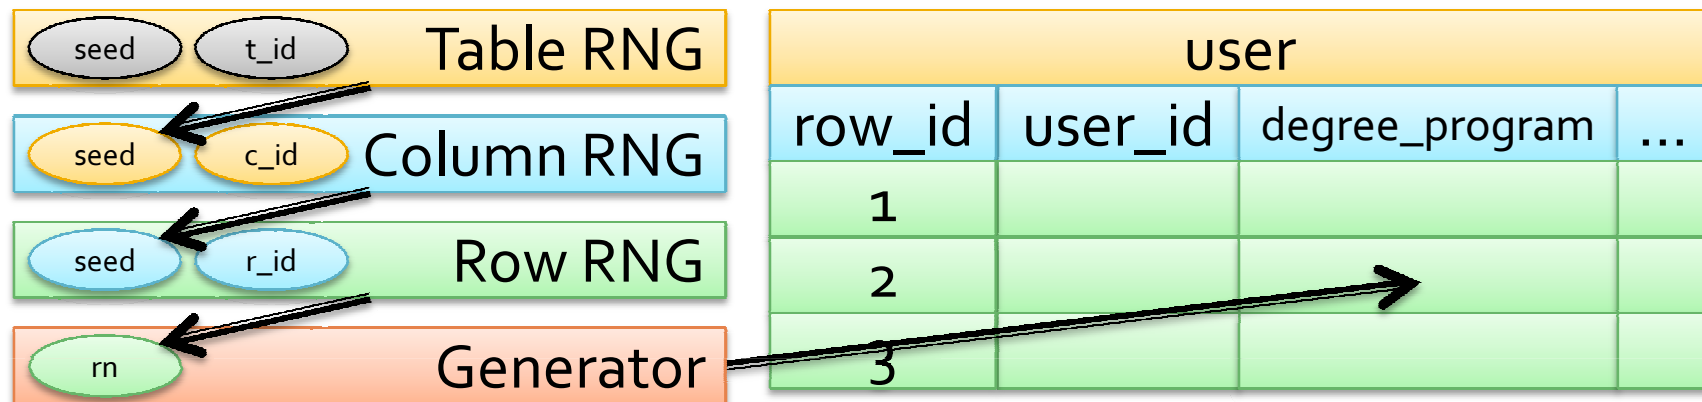 seed t_id Table RNG
seed c_id Column RNG
seed r_id Row RNG
rn Generator
user
row_id user_id degree_program ...
1
2
3